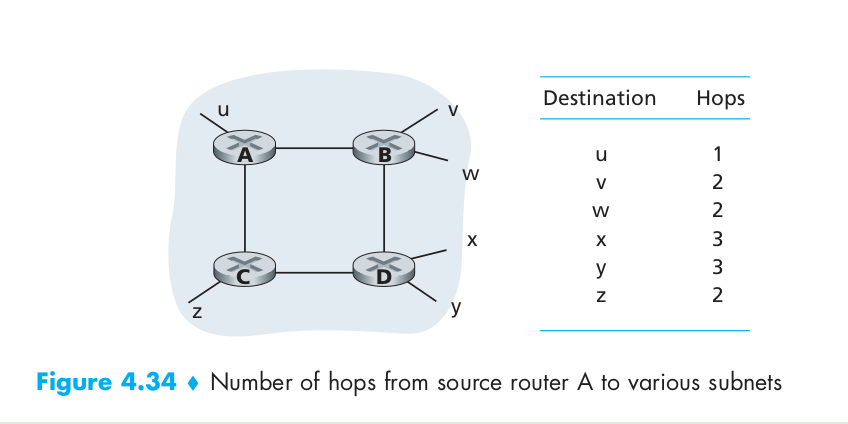 u
v
A
B
w
x
C
D
z
y
Destination Hops
u 1
v 2
w 2
x 3
y 3
z 2
Figure 4.34 ♦ Number of hops from source router A to various subnets